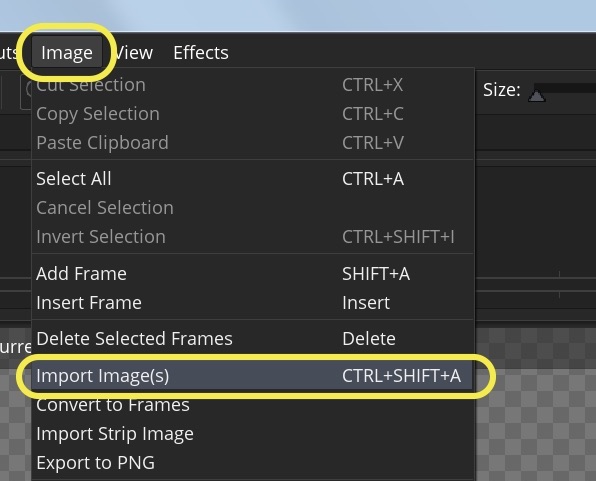 Image View Effects
Size:
Cut Selection CTRL+X
Copy Selection CTRL+C
Paste Clipboard CTRL+V
Select All CTRL+A
Cancel Selection
Invert Selection CTRL+SHIFT+I
Add Frame SHIFT+A
Insert Frame Insert
Delete Selected Frames Delete
Import Image(s) CTRL+SHIFT+A
Convert to Frames
Import Strip Image
Export to PNG